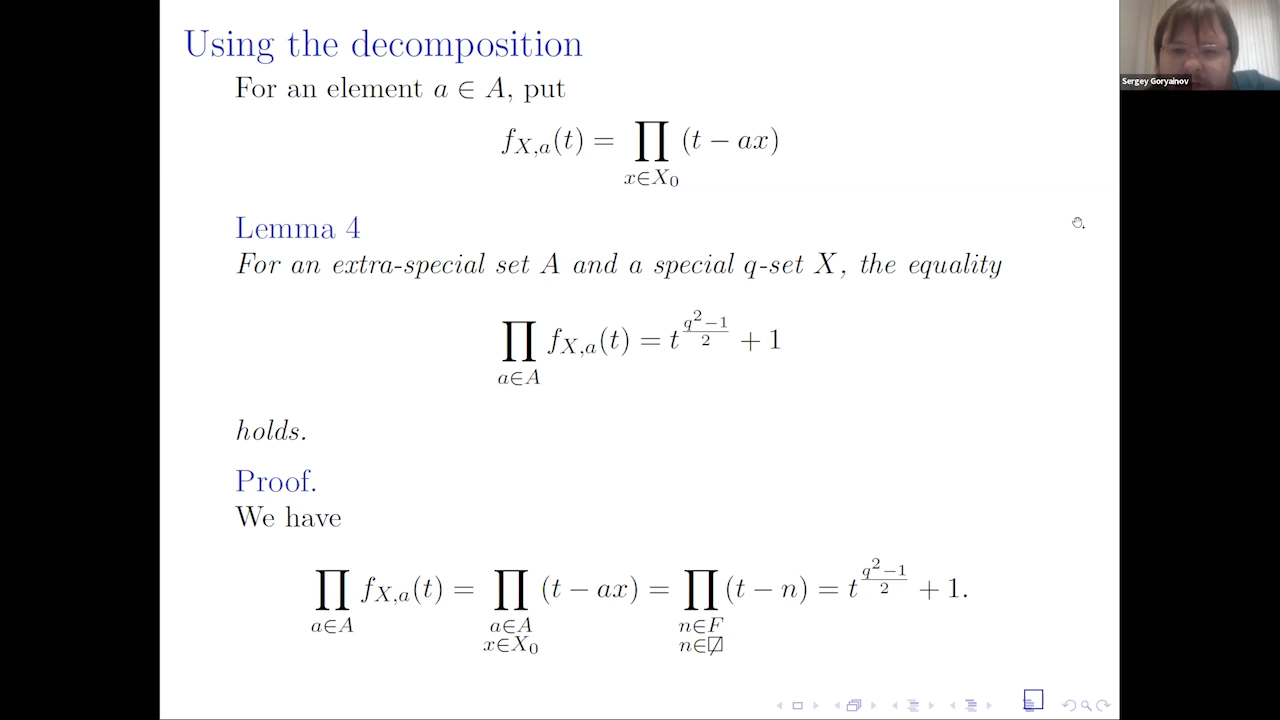 Using the decomposition
For an element a ∈ A, put
f_{X,a}(t) = ∏_{x∈X_0} (t − ax)
Lemma 4
For an extra-special set A and a special q-set X, the equality
∏_{a∈A} f_{X,a}(t) = t^{\frac{q^2−1}{2}} + 1
holds.
Proof.
We have
∏_{a∈A} f_{X,a}(t) = ∏_{a∈A x∈X_0} (t − ax) = ∏_{n∈F n∈⍁} (t − n) = t^{\frac{q^2−1}{2}} + 1.
Sergey Goryainov